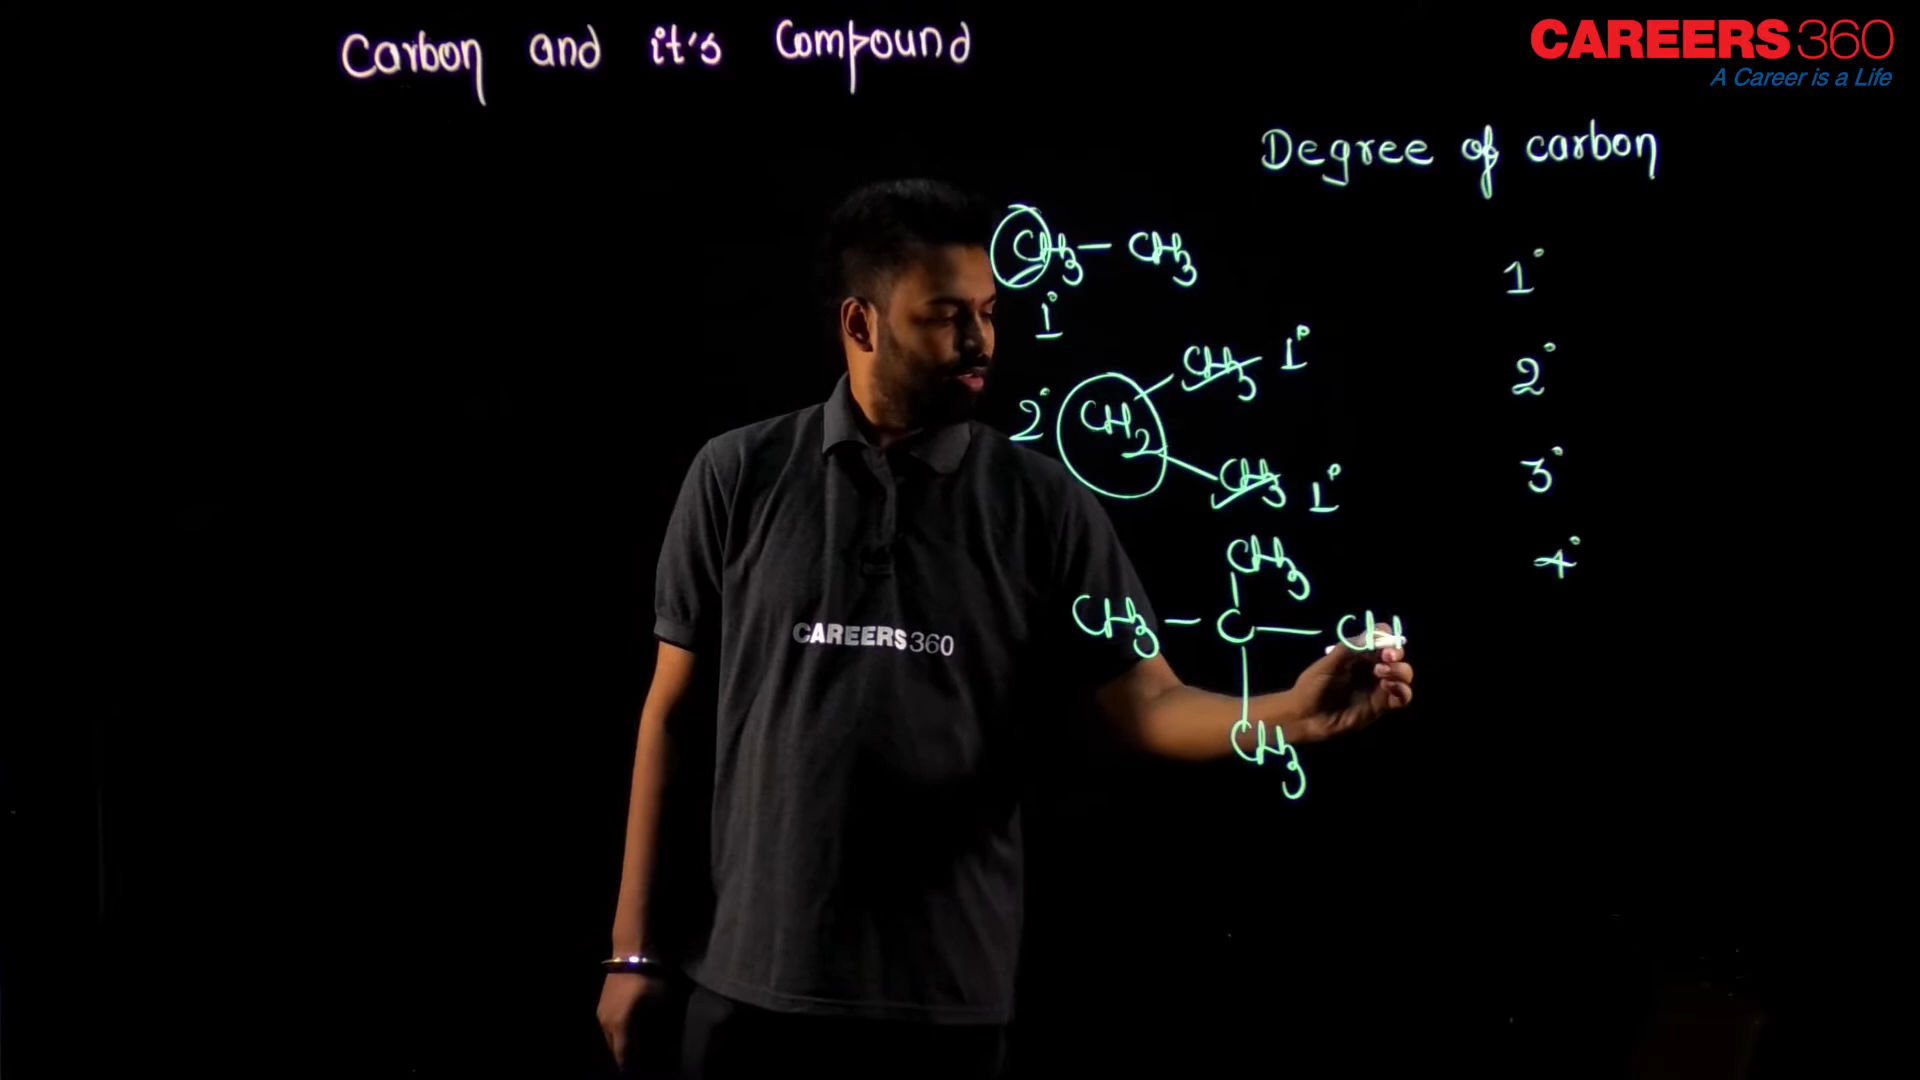 Carbon and it's Compound
CAREERS360
A Career is a Life
Degree of carbon
CH3 — CH3
1°
1°
CH3 1°
2° CH2
2°
CH3 1°
3°
CH3
4°
CH3 — C — CH
CAREERS360
CH3